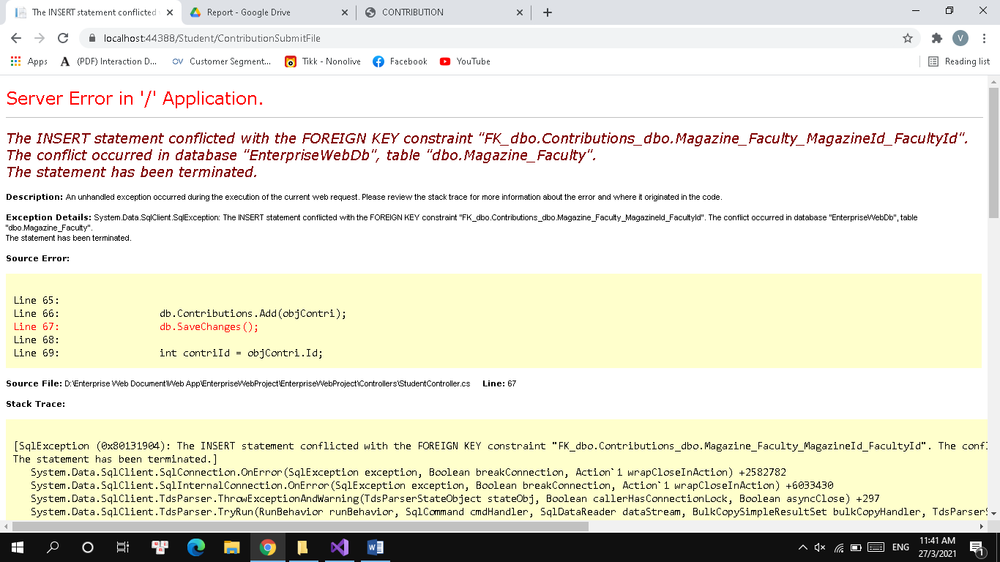 The INSERT statement conflicted
Report - Google Drive
CONTRIBUTION
localhost:44388/Student/ContributionSubmitFile
V
Apps
A
(PDF) Interaction D...
CV
Customer Segment...
Tikk - Nonolive
Facebook
YouTube
Reading list
Server Error in '/' Application.
The INSERT statement conflicted with the FOREIGN KEY constraint "FK_dbo.Contributions_dbo.Magazine_Faculty_MagazineId_FacultyId".
The conflict occurred in database "EnterpriseWebDb", table "dbo.Magazine_Faculty".
The statement has been terminated.
Description: An unhandled exception occurred during the execution of the current web request. Please review the stack trace for more information about the error and where it originated in the code.
Exception Details: System.Data.SqlClient.SqlException: The INSERT statement conflicted with the FOREIGN KEY constraint "FK_dbo.Contributions_dbo.Magazine_Faculty_MagazineId_FacultyId". The conflict occurred in database "EnterpriseWebDb", table
"dbo.Magazine_Faculty".
The statement has been terminated.
Source Error:
Line 65:
Line 66: db.Contributions.Add(objContri);
Line 67: db.SaveChanges();
Line 68:
Line 69: int contriId = objContri.Id;
Source File: D:\Enterprise Web Document\Web App\EnterpriseWebProject\EnterpriseWebProject\Controllers\StudentController.cs Line: 67
Stack Trace:
[SqlException (0x80131904): The INSERT statement conflicted with the FOREIGN KEY constraint "FK_dbo.Contributions_dbo.Magazine_Faculty_MagazineId_FacultyId". The confl
The statement has been terminated.]
System.Data.SqlClient.SqlConnection.OnError(SqlException exception, Boolean breakConnection, Action`1 wrapCloseInAction) +2582782
System.Data.SqlClient.SqlInternalConnection.OnError(SqlException exception, Boolean breakConnection, Action`1 wrapCloseInAction) +6033430
System.Data.SqlClient.TdsParser.ThrowExceptionAndWarning(TdsParserStateObject stateObj, Boolean callerHasConnectionLock, Boolean asyncClose) +297
System.Data.SqlClient.TdsParser.TryRun(RunBehavior runBehavior, SqlCommand cmdHandler, SqlDataReader dataStream, BulkCopySimpleResultSet bulkCopyHandler, TdsParserS
ENG
11:41 AM
27/3/2021
1